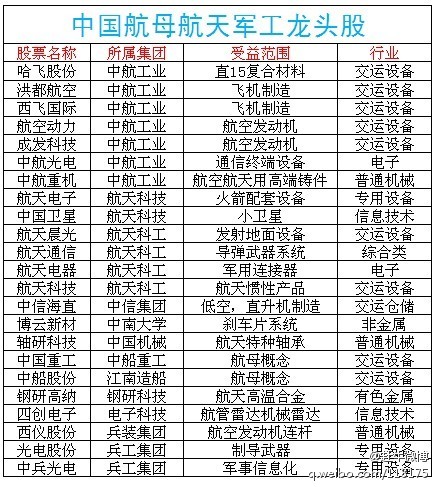 中国航母航天军工龙头股
股票名称 所属集团 受益范围 行业
哈飞股份 中航工业 直15复合材料 交运设备
洪都航空 中航工业 飞机制造 交运设备
西飞国际 中航工业 飞机制造 交运设备
航空动力 中航工业 航空发动机 交运设备
成发科技 中航工业 航空发动机 交运设备
中航光电 中航工业 通信终端设备 电子
中航重机 中航工业 航空航天用高端铸件 普通机械
航天电子 航天科技 火箭配套设备 专用设备
中国卫星 航天科技 小卫星 信息技术
航天晨光 航天科工 发射地面设备 交运设备
航天通信 航天科工 导弹武器系统 综合类
航天电器 航天科工 军用连接器 电子
航天科技 航天科工 航天惯性产品 交运设备
中信海直 中信集团 低空，直升机制造 交运仓储
博云新材 中南大学 刹车片系统 非金属
轴研科技 中国机械 航天特种轴承 普通机械
中国重工 中船重工 航母概念 交运设备
中船股份 江南造船 航母概念 交运设备
钢研高纳 钢研科技 航天高温合金 有色金属
四创电子 电子科技 航管雷达机械雷达 信息技术
西仪股份 兵装集团 航空发动机连杆 普通机械
光电股份 兵工集团 制导武器 专用设备
中兵光电 兵工集团 军事信息化 专用设备